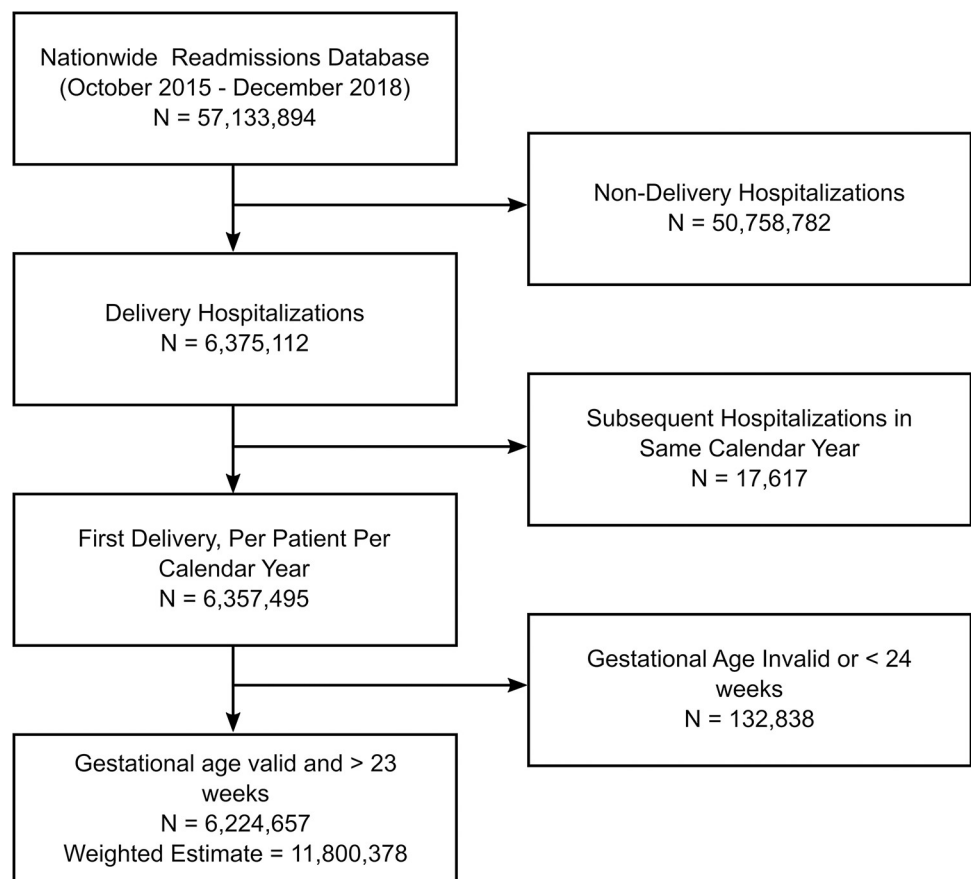 Nationwide Readmissions Database
(October 2015 - December 2018)
N = 57,133,894
Non-Delivery Hospitalizations
N = 50,758,782
Delivery Hospitalizations
N = 6,375,112
Subsequent Hospitalizations in
Same Calendar Year
N = 17,617
First Delivery, Per Patient Per
Calendar Year
N = 6,357,495
Gestational Age Invalid or < 24
weeks
N = 132,838
Gestational age valid and > 23
weeks
N = 6,224,657
Weighted Estimate = 11,800,378